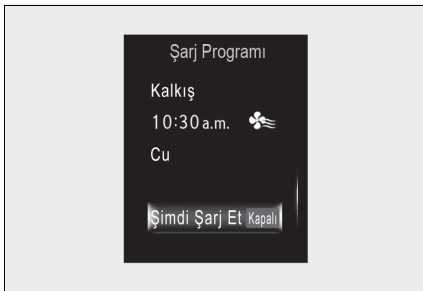 Şarj Programı
Kalkış
10:30 a.m.
Cu
Şimdi Şarj Et Kapalı